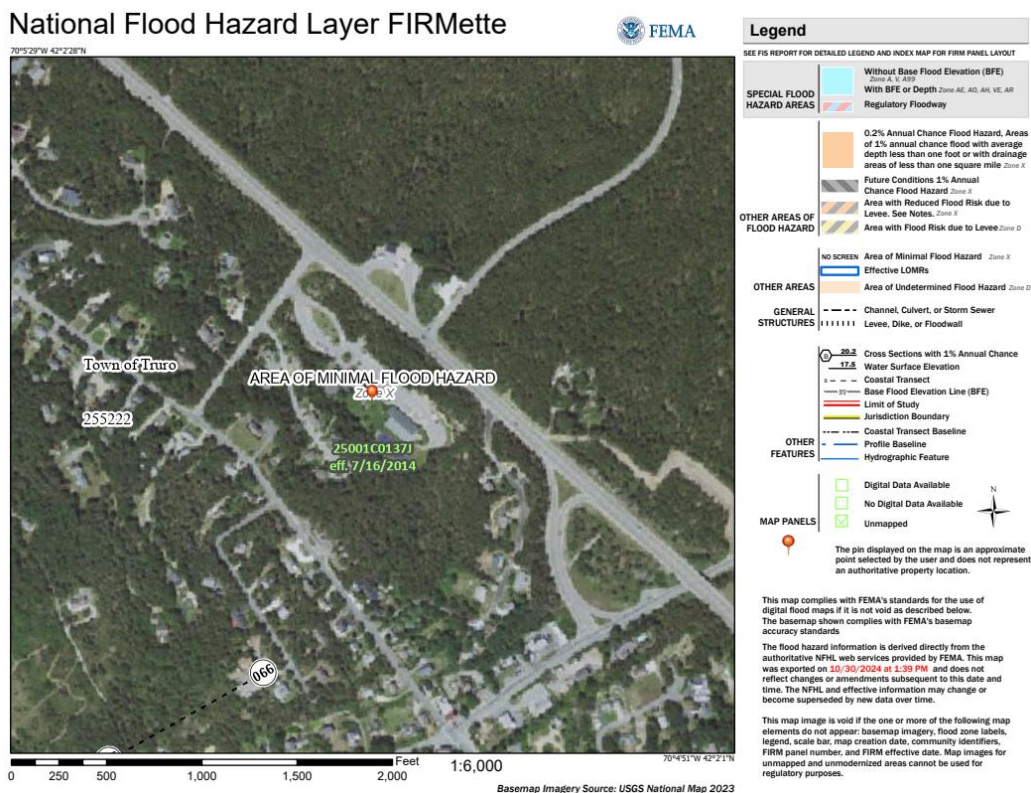 National Flood Hazard Layer FIRMette
FEMA
70°5'29"W 42°2'28"N
Town of Truro
255222
AREA OF MINIMAL FLOOD HAZARD
Zone X
25001C0137J
eff. 7/16/2014
066
0 250 500 1,000 1,500 2,000
Feet
1:6,000
70°4'51"W 42°2'1"N
Basemap Imagery Source: USGS National Map 2023
Legend
SEE FIS REPORT FOR DETAILED LEGEND AND INDEX MAP FOR FIRM PANEL LAYOUT
SPECIAL FLOOD
HAZARD AREAS
Without Base Flood Elevation (BFE)
Zone A, V, A99
With BFE or Depth Zone AE, AO, AH, VE, AR
Regulatory Floodway
OTHER AREAS OF
FLOOD HAZARD
0.2% Annual Chance Flood Hazard, Areas
of 1% annual chance flood with average
depth less than one foot or with drainage
areas of less than one square mile Zone X
Future Conditions 1% Annual
Chance Flood Hazard Zone X
Area with Reduced Flood Risk due to
Levee. See Notes. Zone X
Area with Flood Risk due to Levee Zone D
OTHER AREAS
NO SCREEN Area of Minimal Flood Hazard Zone X
Effective LOMRs
Area of Undetermined Flood Hazard Zone D
GENERAL
STRUCTURES
Channel, Culvert, or Storm Sewer
Levee, Dike, or Floodwall
OTHER
FEATURES
B 20.2 Cross Sections with 1% Annual Chance
17.5 Water Surface Elevation
8 Coastal Transect
513 Base Flood Elevation Line (BFE)
Limit of Study
Jurisdiction Boundary
Coastal Transect Baseline
Profile Baseline
Hydrographic Feature
MAP PANELS
Digital Data Available
No Digital Data Available
Unmapped
N
The pin displayed on the map is an approximate
point selected by the user and does not represent
an authoritative property location.
This map complies with FEMA's standards for the use of
digital flood maps if it is not void as described below.
The basemap shown complies with FEMA's basemap
accuracy standards
The flood hazard information is derived directly from the
authoritative NFHL web services provided by FEMA. This map
was exported on 10/30/2024 at 1:39 PM and does not
reflect changes or amendments subsequent to this date and
time. The NFHL and effective information may change or
become superseded by new data over time.
This map image is void if the one or more of the following map
elements do not appear: basemap imagery, flood zone labels,
legend, scale bar, map creation date, community identifiers,
FIRM panel number, and FIRM effective date. Map images for
unmapped and unmodernized areas cannot be used for
regulatory purposes.